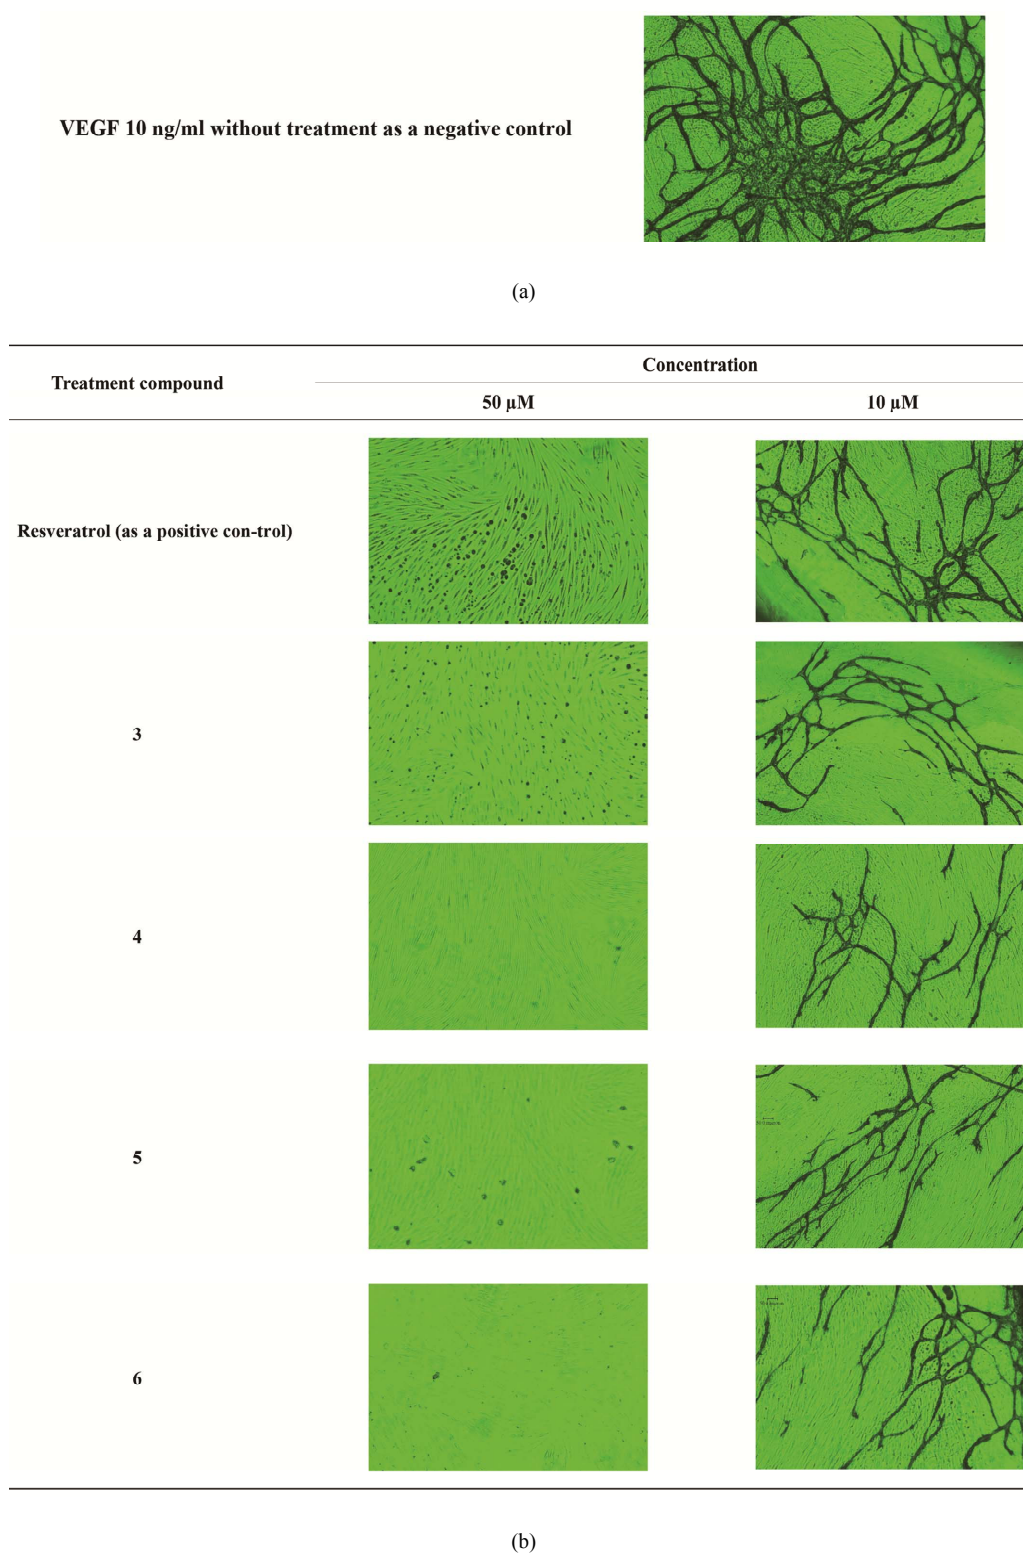 VEGF 10 ng/ml without treatment as a negative control
(a)
Treatment compound
Concentration
50 µM
10 µM
Resveratrol (as a positive con-trol)
3
4
5
6
(b)